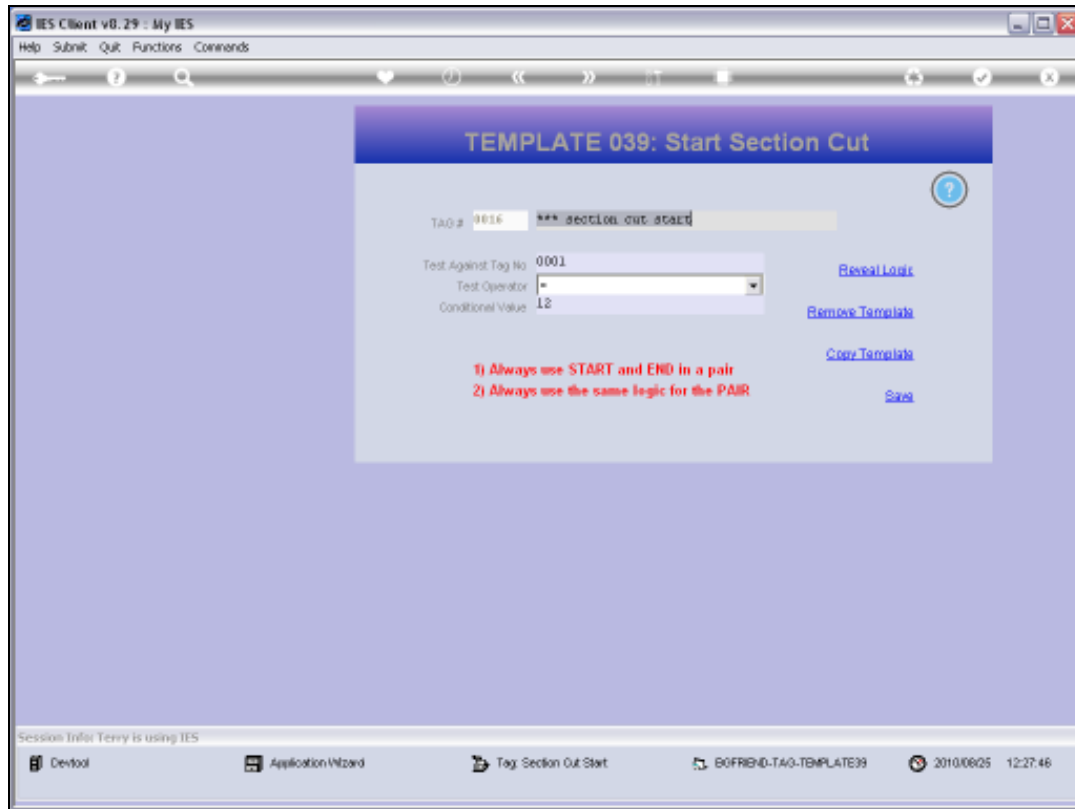 IES Client v8.29 : My IES
Help Submit Quit Functions Commands
TEMPLATE 039: Start Section Cut
TAG # 0016 *** section cut start
Test Against Tag No 0001
Test Operator =
Conditional Value 12
Reveal Logic
Remove Template
Copy Template
Save
1) Always use START and END in a pair
2) Always use the same logic for the PAIR
Session Info: Terry is using IES
Devtool Application Wizard Tag: Section Cut Start BGFRIEND-TAG-TEMPLATE39 2010/08/25 12:27:46